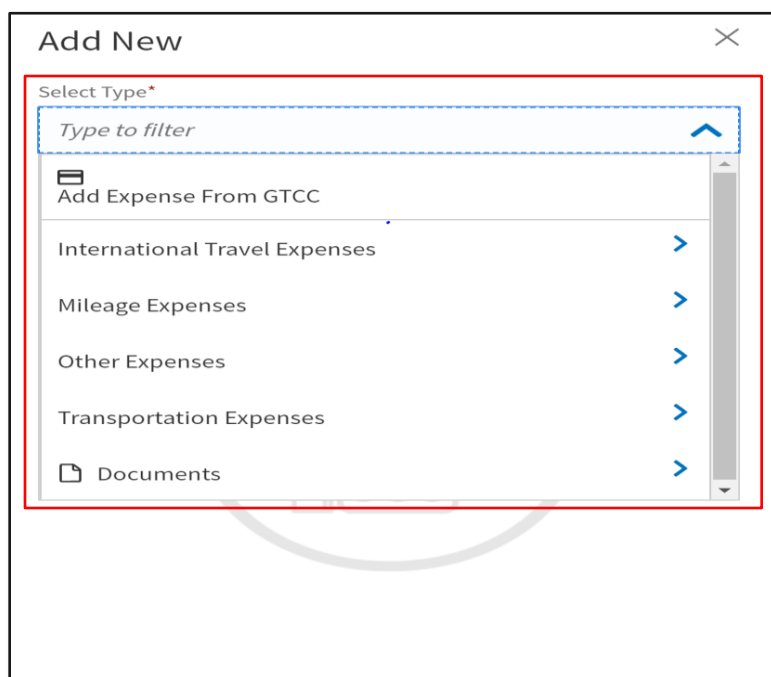 Add New
Select Type*
Type to filter
Add Expense From GTCC
International Travel Expenses
Mileage Expenses
Other Expenses
Transportation Expenses
Documents